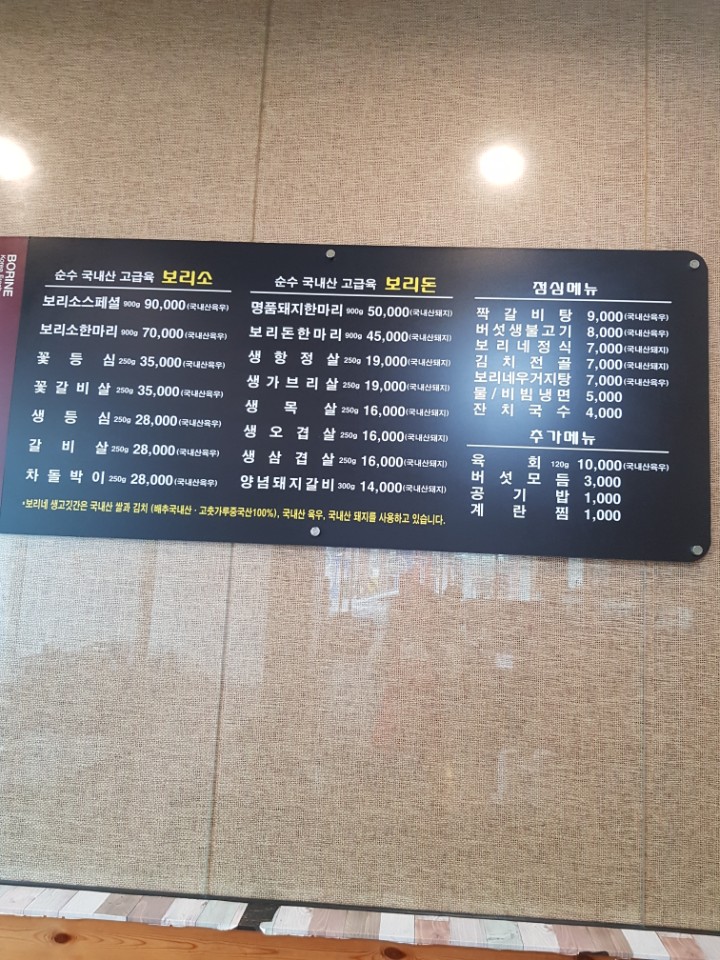 BORINE
순수 국내산 고급육 보리소
보리소스페셜 900g 90,000(국내산육우)
보리소한마리 900g 70,000(국내산육우)
꽃등심 250g 35,000(국내산육우)
꽃갈비살 250g 35,000(국내산육우)
생등심 250g 28,000(국내산육우)
갈비살 250g 28,000(국내산육우)
차돌박이 250g 28,000(국내산육우)
순수 국내산 고급육 보리돈
명품돼지한마리 900g 50,000(국내산돼지)
보리돈한마리 900g 45,000(국내산돼지)
생항정살 250g 19,000(국내산돼지)
생가브리살 250g 19,000(국내산돼지)
생목살 250g 16,000(국내산돼지)
생오겹살 250g 16,000(국내산돼지)
생삼겹살 250g 16,000(국내산돼지)
양념돼지갈비 300g 14,000(국내산돼지)
점심메뉴
짝갈비탕 9,000(국내산육우)
버섯생불고기 8,000(국내산육우)
보리네정식 7,000(국내산돼지)
김치전골 7,000(국내산돼지)
보리네우거지탕 7,000(국내산육우)
물/비빔냉면 5,000
잔치국수 4,000
추가메뉴
육회 120g 10,000(국내산육우)
버섯모듬 3,000
공기밥 1,000
계란찜 1,000
*보리네 생고깃간은 국내산 쌀과 김치 (배추국내산 · 고춧가루중국산100%), 국내산 육우, 국내산 돼지를 사용하고 있습니다.